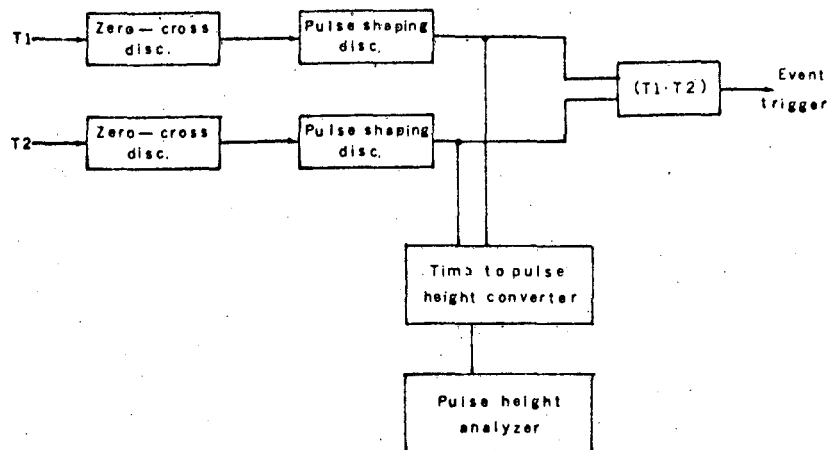 T1
Zero-cross
disc.
Pulse shaping
disc.
(T1·T2)
Event
trigger
T2
Zero-cross
disc.
Pulse shaping
disc.
Time to pulse
height converter
Pulse height
analyzer